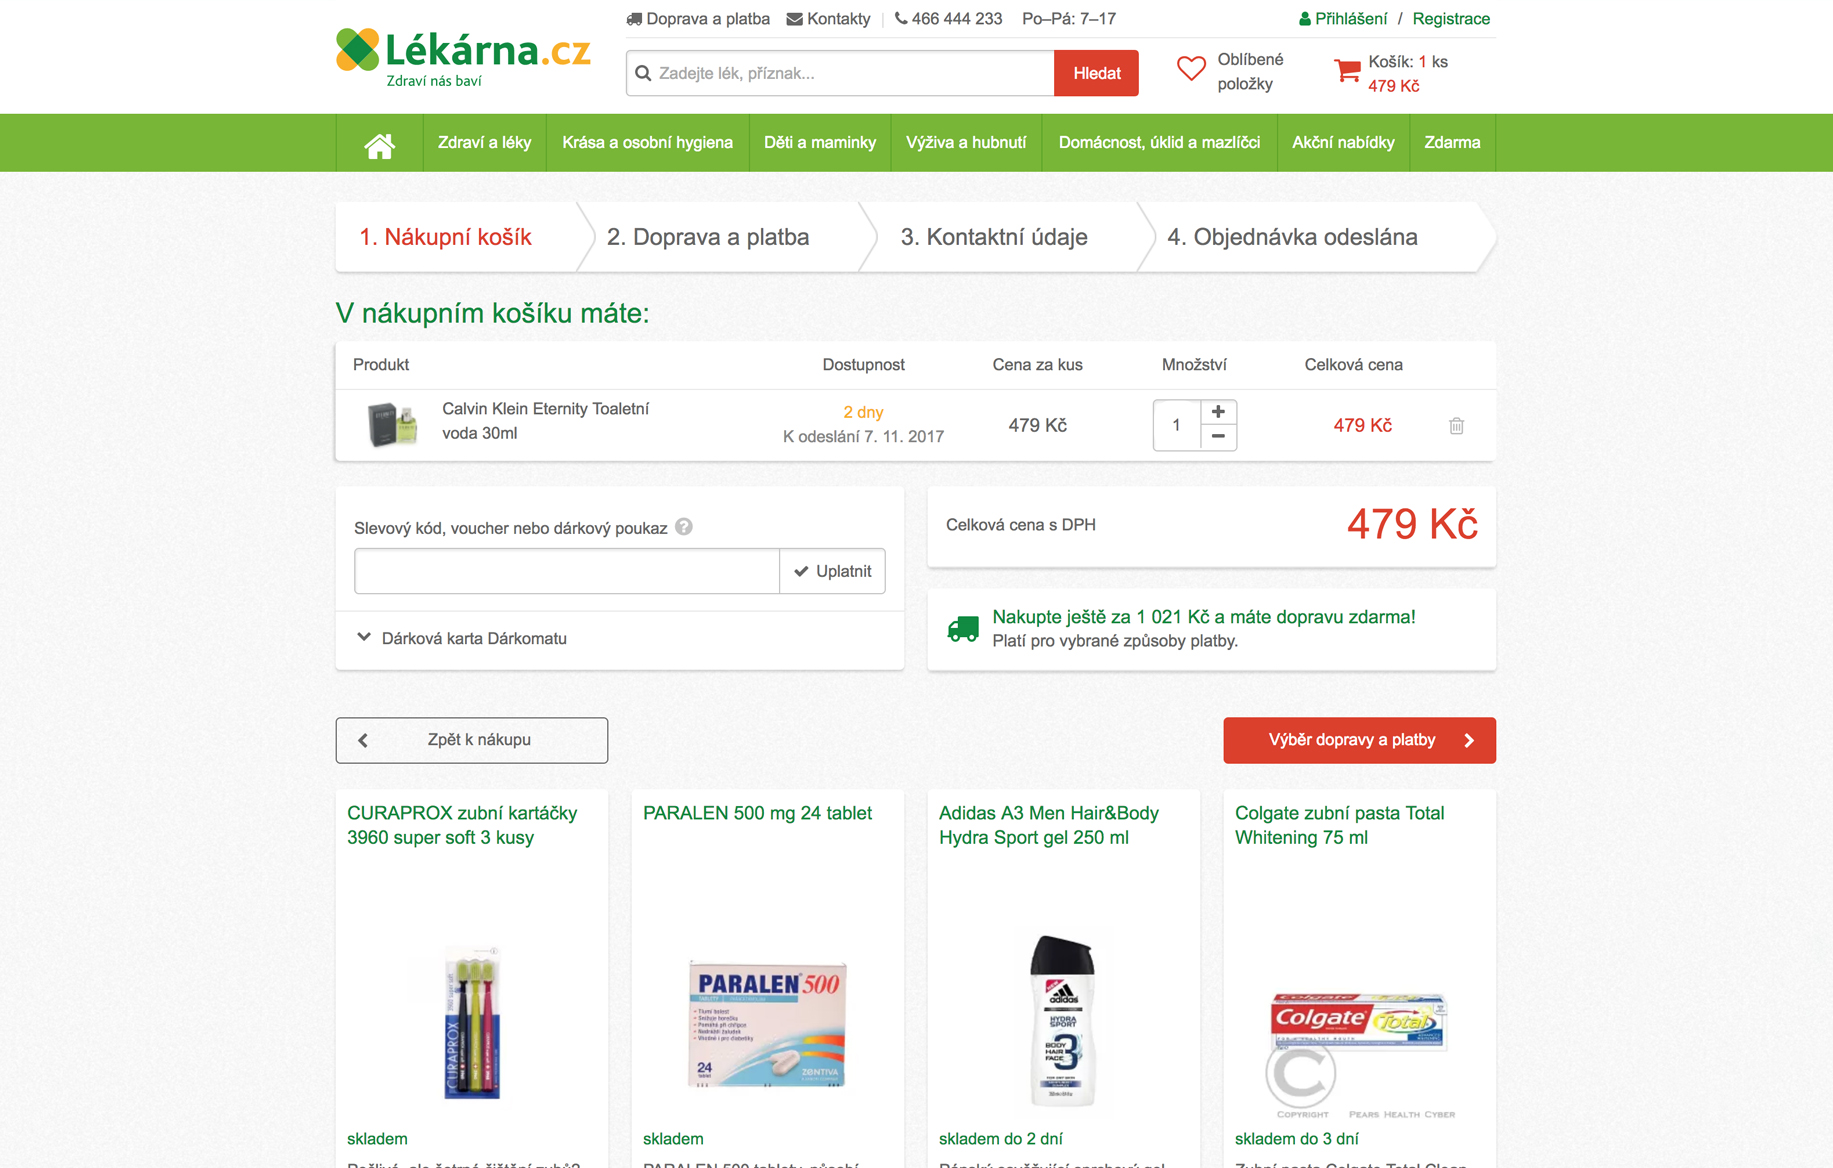 Doprava a platba Kontakty 466 444 233 Po–Pá: 7–17 Přihlášení / Registrace
Lékárna.cz
Zdraví nás baví
Zadejte lék, příznak...
Hledat
Oblíbené
položky
Košík: 1 ks
479 Kč
Zdraví a léky Krása a osobní hygiena Děti a maminky Výživa a hubnutí Domácnost, úklid a mazlíčci Akční nabídky Zdarma
1. Nákupní košík 2. Doprava a platba 3. Kontaktní údaje 4. Objednávka odeslána
V nákupním košíku máte:
Produkt Dostupnost Cena za kus Množství Celková cena
Calvin Klein Eternity Toaletní
voda 30ml
2 dny
K odeslání 7. 11. 2017
479 Kč
1
+
−
479 Kč
Slevový kód, voucher nebo dárkový poukaz ?
Uplatnit
Dárková karta Dárkomatu
Celková cena s DPH 479 Kč
Nakupte ještě za 1 021 Kč a máte dopravu zdarma!
Platí pro vybrané způsoby platby.
Zpět k nákupu
Výběr dopravy a platby
CURAPROX zubní kartáčky
3960 super soft 3 kusy
CURAPROX
skladem
PARALEN 500 mg 24 tablet
PARALEN 500
24
ZENTIVA
skladem
Adidas A3 Men Hair&Body
Hydra Sport gel 250 ml
adidas
HYDRA
SPORT
BODY
HAIR
FACE
3
skladem do 2 dní
Colgate zubní pasta Total
Whitening 75 ml
Colgate Total
C
COPYRIGHT PEARS HEALTH CYBER
skladem do 3 dní